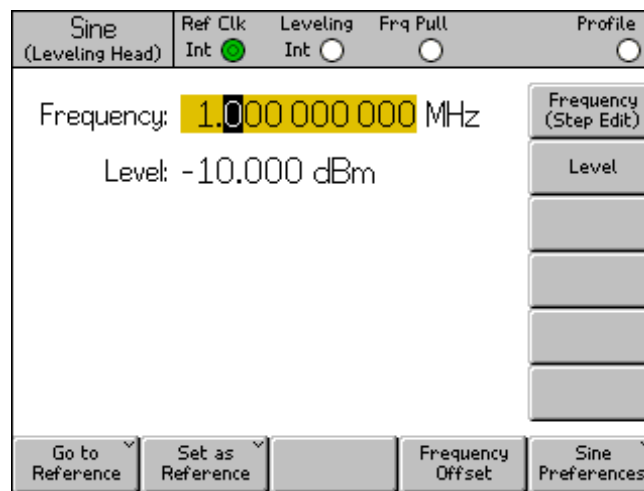 Sine
(Leveling Head)
Ref Clk
Int
Leveling
Int
Frq Pull
Profile
Frequency: 1.000 000 000 MHz
Frequency
(Step Edit)
Level: -10.000 dBm
Level
Go to
Reference
Set as
Reference
Frequency
Offset
Sine
Preferences